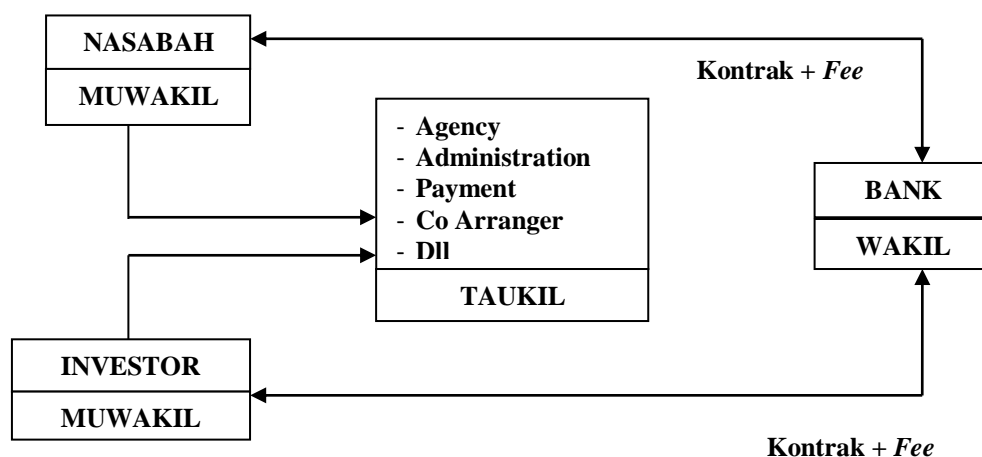 NASABAH
MUWAKIL
Kontrak + Fee
- Agency
- Administration
- Payment
- Co Arranger
- Dll
TAUKIL
BANK
WAKIL
INVESTOR
MUWAKIL
Kontrak + Fee